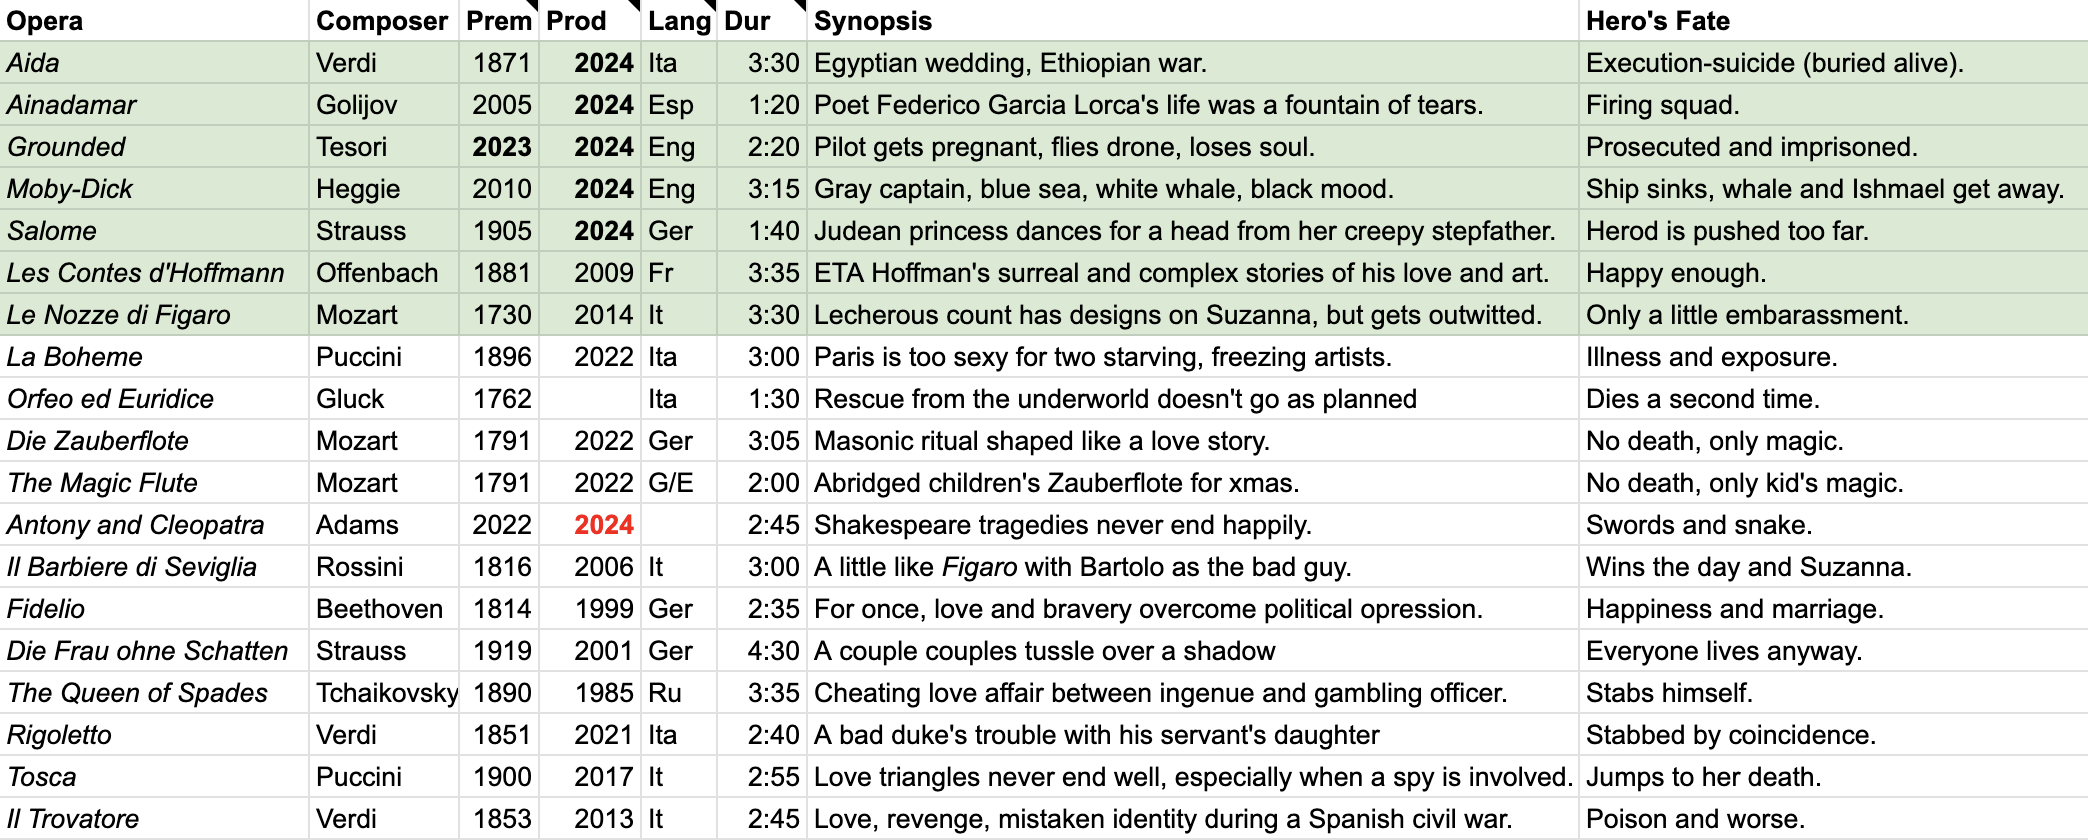 Opera Composer Prem Prod Lang Dur Synopsis Hero's Fate
Aida Verdi 1871 2024 Ita 3:30 Egyptian wedding, Ethiopian war. Execution-suicide (buried alive).
Ainadamar Golijov 2005 2024 Esp 1:20 Poet Federico Garcia Lorca's life was a fountain of tears. Firing squad.
Grounded Tesori 2023 2024 Eng 2:20 Pilot gets pregnant, flies drone, loses soul. Prosecuted and imprisoned.
Moby-Dick Heggie 2010 2024 Eng 3:15 Gray captain, blue sea, white whale, black mood. Ship sinks, whale and Ishmael get away.
Salome Strauss 1905 2024 Ger 1:40 Judean princess dances for a head from her creepy stepfather. Herod is pushed too far.
Les Contes d'Hoffmann Offenbach 1881 2009 Fr 3:35 ETA Hoffman's surreal and complex stories of his love and art. Happy enough.
Le Nozze di Figaro Mozart 1730 2014 It 3:30 Lecherous count has designs on Suzanna, but gets outwitted. Only a little embarassment.
La Boheme Puccini 1896 2022 Ita 3:00 Paris is too sexy for two starving, freezing artists. Illness and exposure.
Orfeo ed Euridice Gluck 1762 Ita 1:30 Rescue from the underworld doesn't go as planned Dies a second time.
Die Zauberflote Mozart 1791 2022 Ger 3:05 Masonic ritual shaped like a love story. No death, only magic.
The Magic Flute Mozart 1791 2022 G/E 2:00 Abridged children's Zauberflote for xmas. No death, only kid's magic.
Antony and Cleopatra Adams 2022 2024 2:45 Shakespeare tragedies never end happily. Swords and snake.
Il Barbiere di Seviglia Rossini 1816 2006 It 3:00 A little like Figaro with Bartolo as the bad guy. Wins the day and Suzanna.
Fidelio Beethoven 1814 1999 Ger 2:35 For once, love and bravery overcome political opression. Happiness and marriage.
Die Frau ohne Schatten Strauss 1919 2001 Ger 4:30 A couple couples tussle over a shadow Everyone lives anyway.
The Queen of Spades Tchaikovsky 1890 1985 Ru 3:35 Cheating love affair between ingenue and gambling officer. Stabs himself.
Rigoletto Verdi 1851 2021 Ita 2:40 A bad duke's trouble with his servant's daughter Stabbed by coincidence.
Tosca Puccini 1900 2017 It 2:55 Love triangles never end well, especially when a spy is involved. Jumps to her death.
Il Trovatore Verdi 1853 2013 It 2:45 Love, revenge, mistaken identity during a Spanish civil war. Poison and worse.